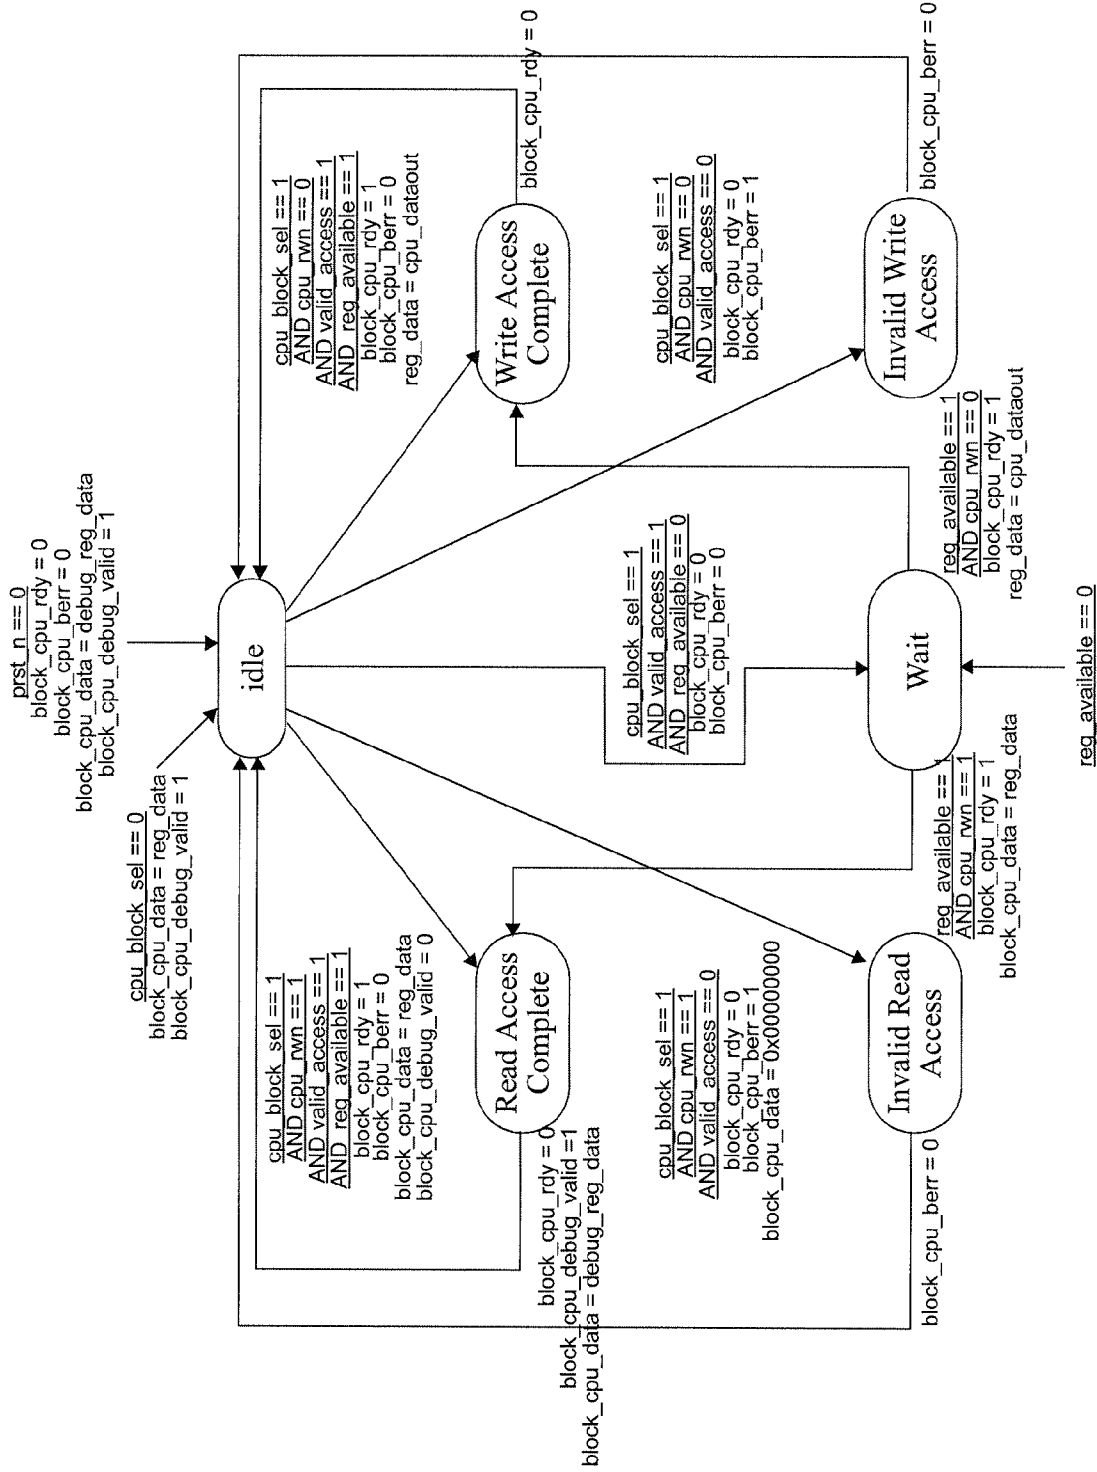 prst_n == 0
block_cpu_rdy = 0
block_cpu_berr = 0
block_cpu_data = debug_reg_data
block_cpu_debug_valid = 1
cpu_block_sel == 0
block_cpu_data = reg_data
block_cpu_debug_valid = 1
idle
cpu_block_sel == 1
AND cpu_rwn == 1
AND valid_access == 1
AND reg_available == 1
block_cpu_rdy = 1
block_cpu_berr = 0
block_cpu_data = reg_data
block_cpu_debug_valid = 0
cpu_block_sel == 1
AND cpu_rwn == 0
AND valid_access == 1
AND reg_available == 1
block_cpu_rdy = 1
block_cpu_berr = 0
reg_data = cpu_dataout
Read Access
Complete
Write Access
Complete
block_cpu_rdy = 0
block_cpu_debug_valid =1
block_cpu_data = debug_reg_data
block_cpu_rdy = 0
cpu_block_sel == 1
AND cpu_rwn == 1
AND valid_access == 0
block_cpu_rdy = 0
block_cpu_berr = 1
block_cpu_data = 0x00000000
cpu_block_sel == 1
AND valid_access == 1
AND reg_available == 0
block_cpu_rdy = 0
block_cpu_berr = 0
cpu_block_sel == 1
AND cpu_rwn == 0
AND valid_access == 0
block_cpu_rdy = 0
block_cpu_berr = 1
Invalid Read
Access
Wait
Invalid Write
Access
block_cpu_berr = 0
reg_available == 1
AND cpu_rwn == 1
block_cpu_rdy = 1
block_cpu_data = reg_data
reg_available == 1
AND cpu_rwn == 0
block_cpu_rdy = 1
reg_data = cpu_dataout
block_cpu_berr = 0
reg_available == 0